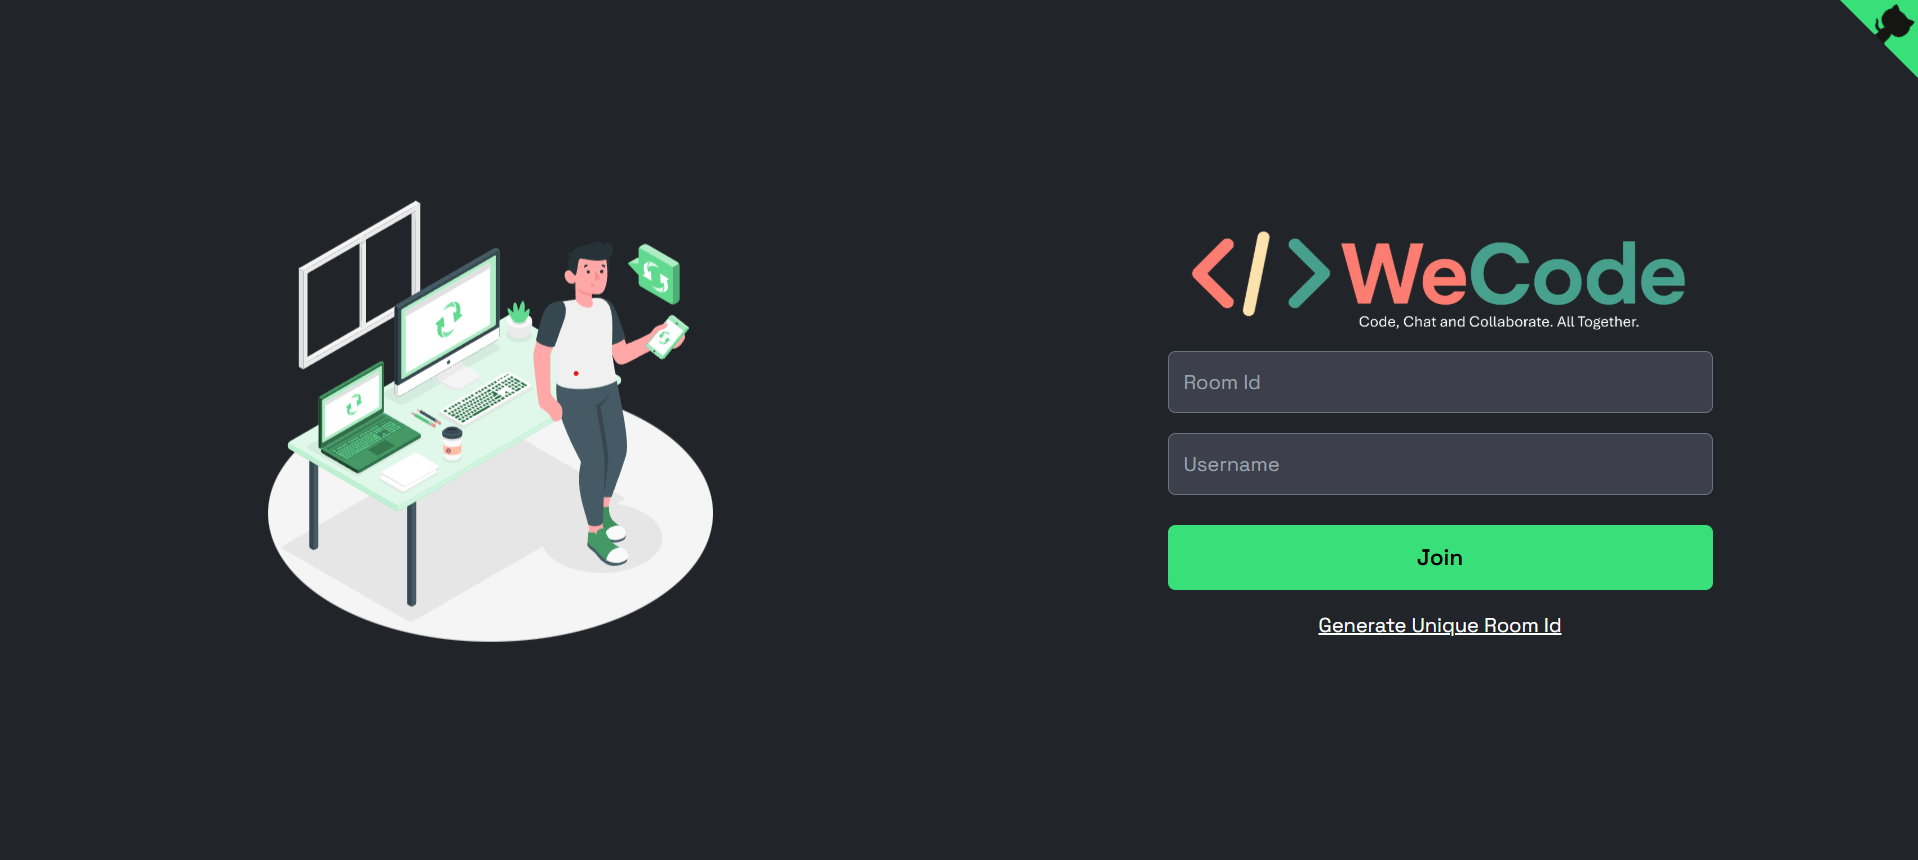 </> WeCode
Code, Chat and Collaborate. All Together.
Room Id
Username
Join
Generate Unique Room Id